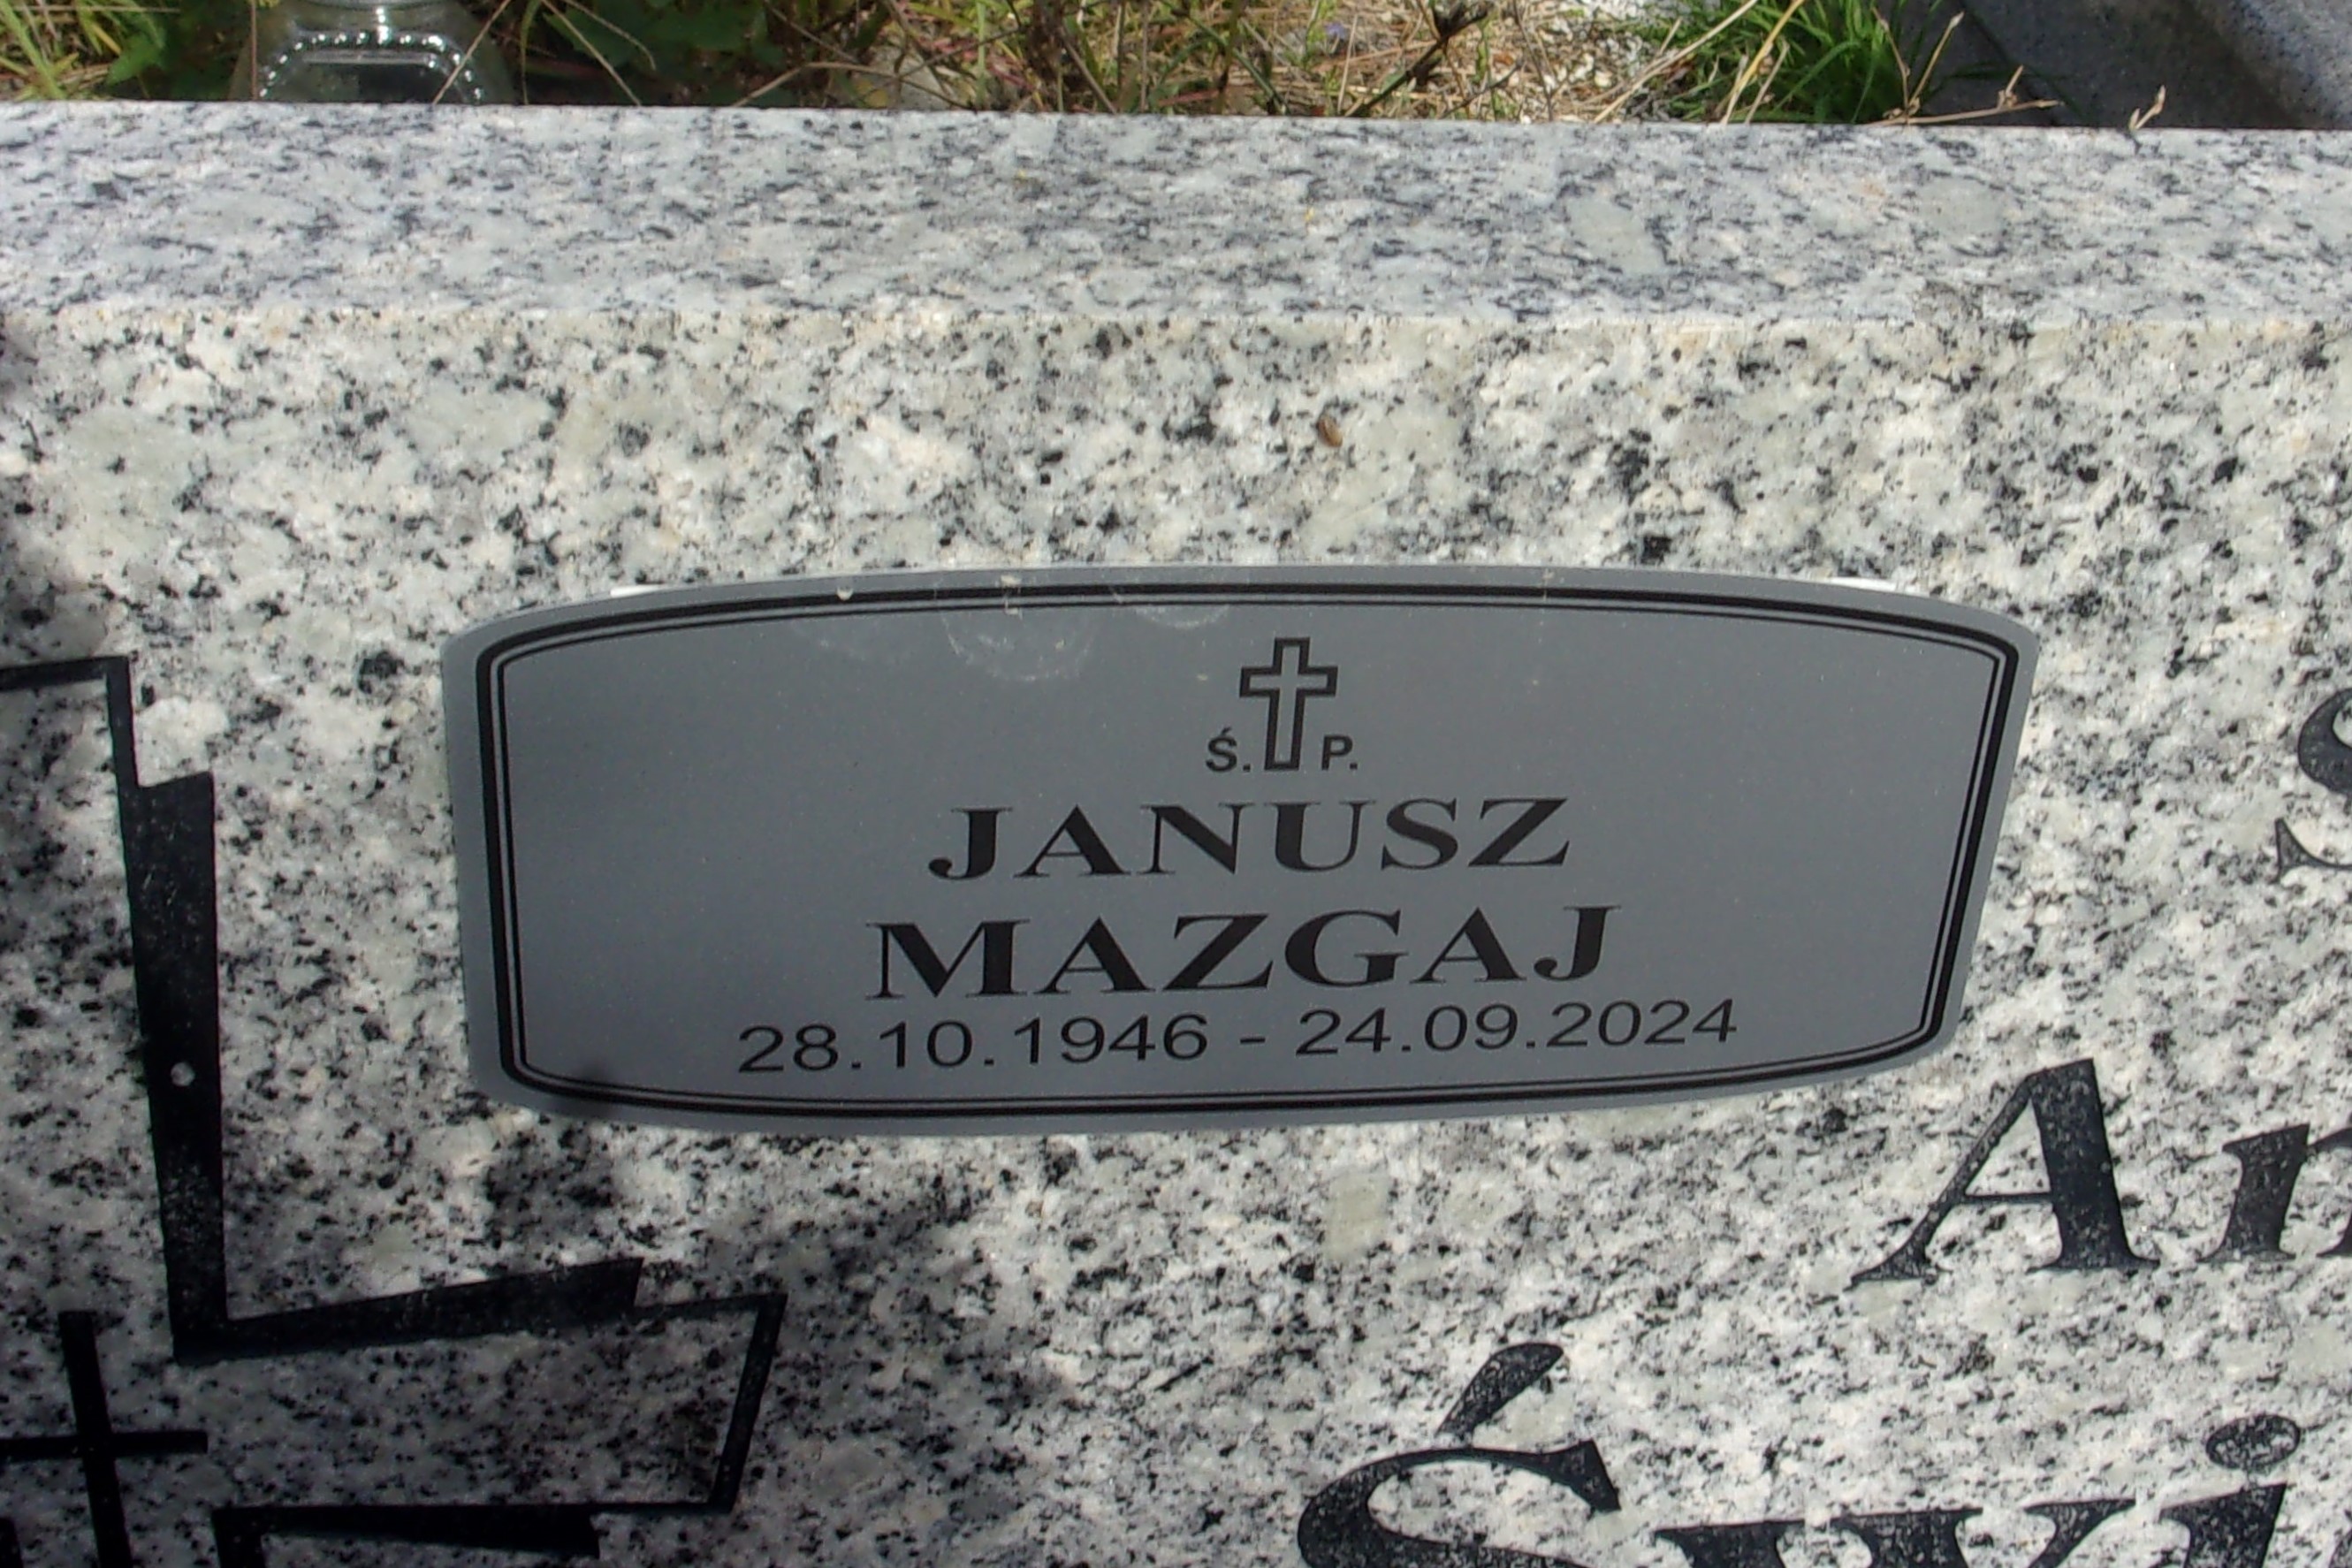 Ś. P.
JANUSZ
MAZGAJ
28.10.1946 - 24.09.2024